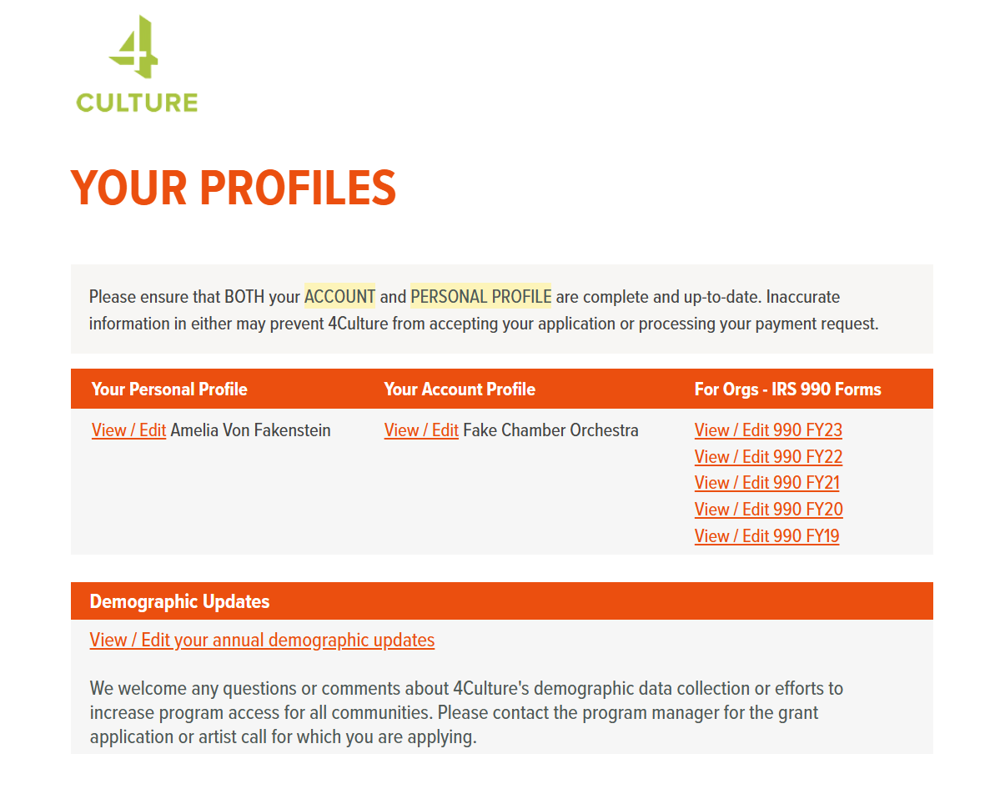 4
CULTURE
YOUR PROFILES
Please ensure that BOTH your ACCOUNT and PERSONAL PROFILE are complete and up-to-date. Inaccurate
information in either may prevent 4Culture from accepting your application or processing your payment request.
Your Personal Profile Your Account Profile For Orgs - IRS 990 Forms
View / Edit Amelia Von Fakenstein View / Edit Fake Chamber Orchestra View / Edit 990 FY23
View / Edit 990 FY22
View / Edit 990 FY21
View / Edit 990 FY20
View / Edit 990 FY19
Demographic Updates
View / Edit your annual demographic updates
We welcome any questions or comments about 4Culture's demographic data collection or efforts to
increase program access for all communities. Please contact the program manager for the grant
application or artist call for which you are applying.